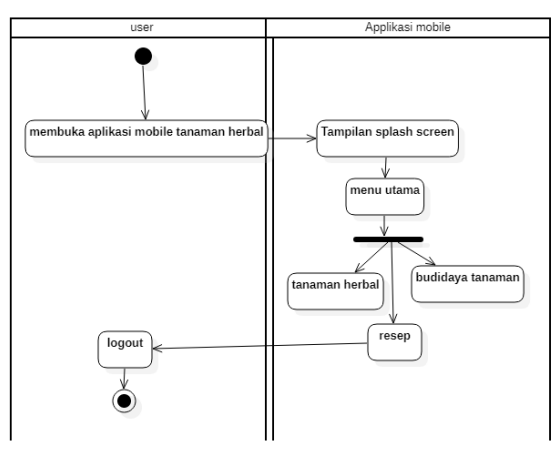 user
Applikasi mobile
membuka aplikasi mobile tanaman herbal
Tampilan splash screen
menu utama
tanaman herbal
budidaya tanaman
resep
logout